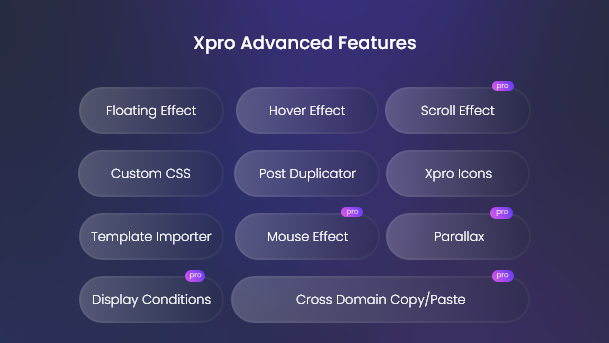 Xpro Advanced Features
pro
Floating Effect Hover Effect Scroll Effect
Custom CSS Post Duplicator Xpro Icons
pro pro
Template Importer Mouse Effect Parallax
pro pro
Display Conditions Cross Domain Copy/Paste